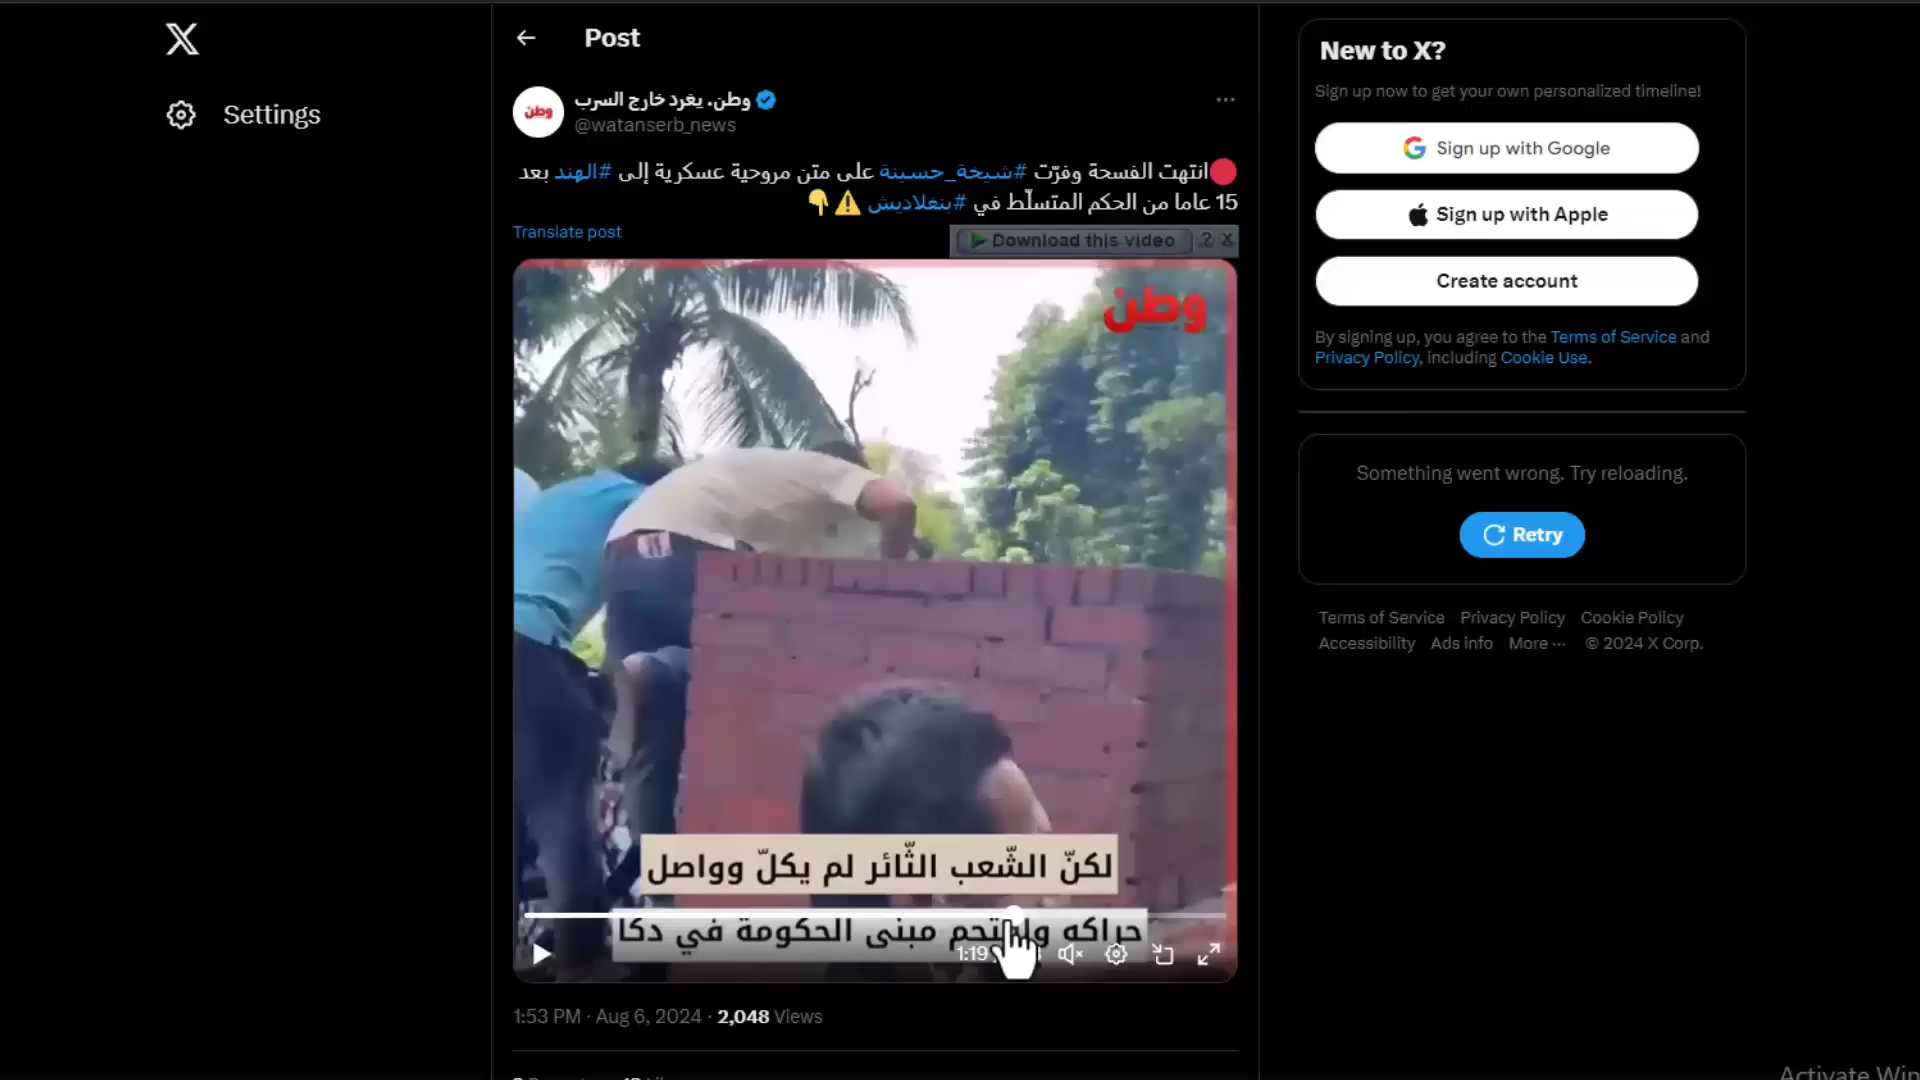 Settings
Post
وطن. يغرد خارج السرب
@watanserb_news
انتهت الفسحة وفرّت #شيخة_حسينة على متن مروحية عسكرية إلى #الهند بعد
15 عاما من الحكم المتسلّط في #بنغلاديش
Translate post
Download this video ? X
وطن
لكنّ الشّعب الثّائر لم يكلّ وواصل
حراكه واقتحم مبنى الحكومة في دكا
1:19
1:53 PM · Aug 6, 2024 · 2,048 Views
New to X?
Sign up now to get your own personalized timeline!
Sign up with Google
Sign up with Apple
Create account
By signing up, you agree to the Terms of Service and
Privacy Policy, including Cookie Use.
Something went wrong. Try reloading.
Retry
Terms of Service Privacy Policy Cookie Policy
Accessibility Ads info More ··· © 2024 X Corp.